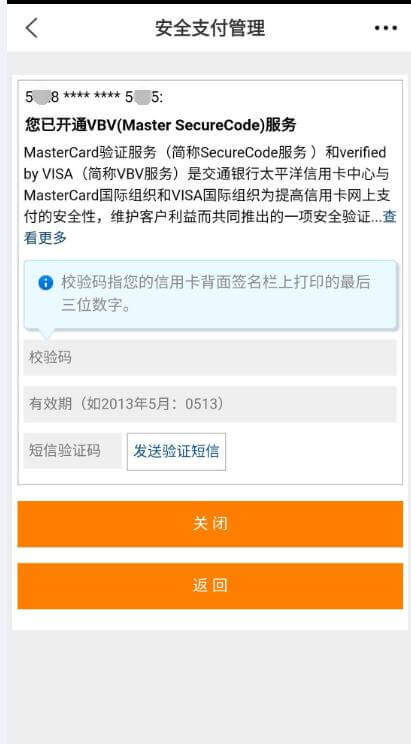 安全支付管理
5 8 **** **** 5 5:
您已开通VBV(Master SecureCode)服务
MasterCard验证服务（简称SecureCode服务 ）和verified
by VISA（简称VBV服务）是交通银行太平洋信用卡中心与
MasterCard国际组织和VISA国际组织为提高信用卡网上支
付的安全性，维护客户利益而共同推出的一项安全验证...查
看更多
校验码指您的信用卡背面签名栏上打印的最后
三位数字。
校验码
有效期（如2013年5月：0513）
短信验证码 发送验证短信
关 闭
返 回